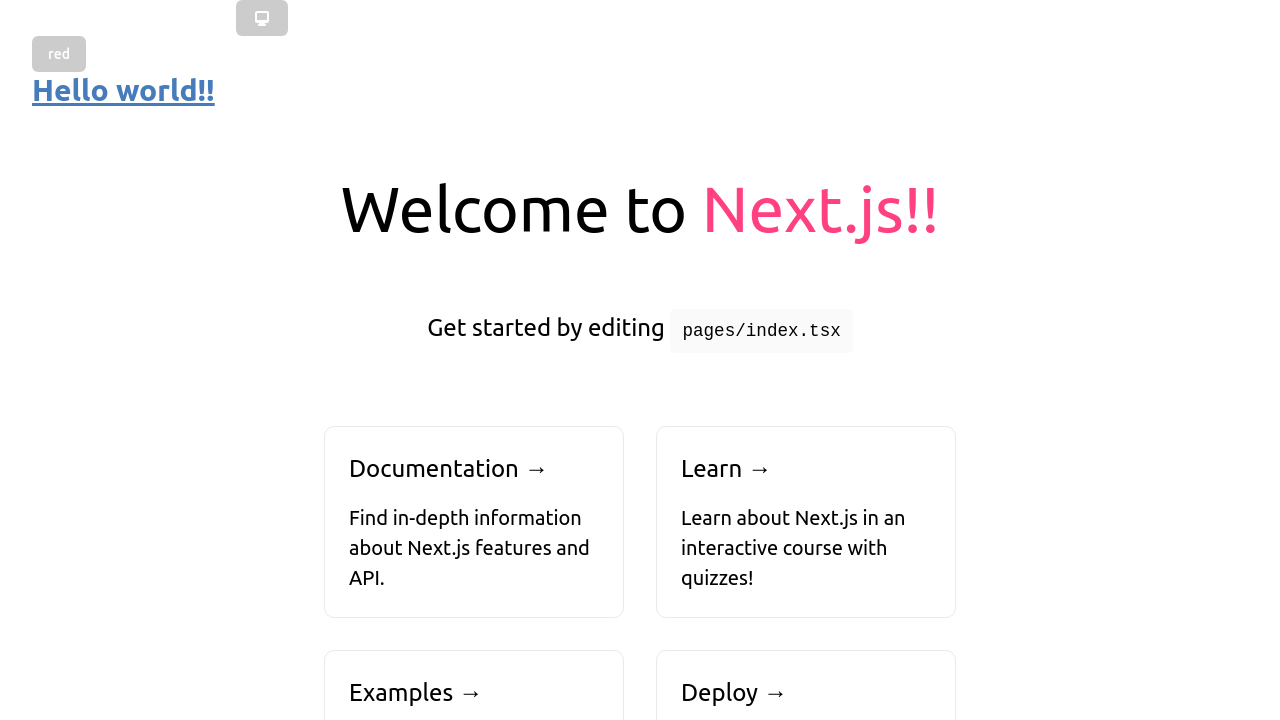 red
Hello world!!
Welcome to Next.js!!
Get started by editing pages/index.tsx
Documentation →
Find in-depth information
about Next.js features and
API.
Learn →
Learn about Next.js in an
interactive course with
quizzes!
Examples →
Deploy →